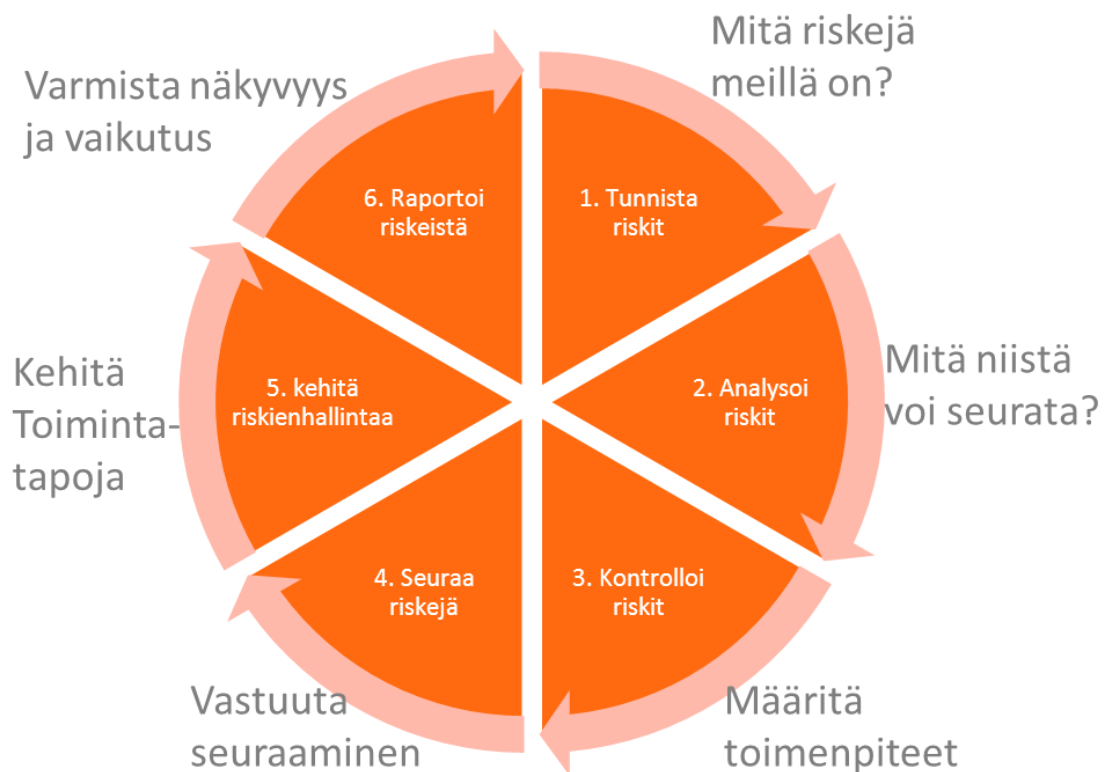 Mitä riskejä
meillä on?
1. Tunnista
riskit
Mitä niistä
voi seurata?
2. Analysoi
riskit
Määritä
toimenpiteet
3. Kontrolloi
riskit
Vastuuta
seuraaminen
4. Seuraa
riskejä
Kehitä
Toiminta-
tapoja
5. kehitä
riskienhallintaa
Varmista näkyvyys
ja vaikutus
6. Raportoi
riskeistä